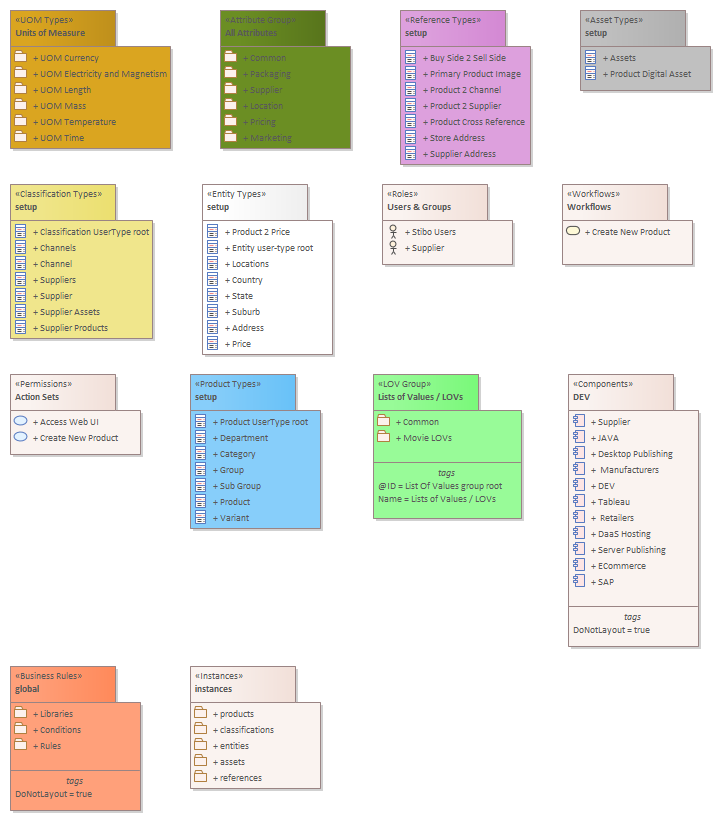 «UOM Types»
Units of Measure
+ UOM Currency
+ UOM Electricity and Magnetism
+ UOM Length
+ UOM Mass
+ UOM Temperature
+ UOM Time
«Attribute Group»
All Attributes
+ Common
+ Packaging
+ Supplier
+ Location
+ Pricing
+ Marketing
«Reference Types»
setup
+ Buy Side 2 Sell Side
+ Primary Product Image
+ Product 2 Channel
+ Product 2 Supplier
+ Product Cross Reference
+ Store Address
+ Supplier Address
«Asset Types»
setup
+ Assets
+ Product Digital Asset
«Classification Types»
setup
+ Classification UserType root
+ Channels
+ Channel
+ Suppliers
+ Supplier
+ Supplier Assets
+ Supplier Products
«Entity Types»
setup
+ Product 2 Price
+ Entity user-type root
+ Locations
+ Country
+ State
+ Suburb
+ Address
+ Price
«Roles»
Users & Groups
+ Stibo Users
+ Supplier
«Workflows»
Workflows
+ Create New Product
«Permissions»
Action Sets
+ Access Web UI
+ Create New Product
«Product Types»
setup
+ Product UserType root
+ Department
+ Category
+ Group
+ Sub Group
+ Product
+ Variant
«LOV Group»
Lists of Values / LOVs
+ Common
+ Movie LOVs
tags
@ID = List Of Values group root
Name = Lists of Values / LOVs
«Components»
DEV
+ Supplier
+ JAVA
+ Desktop Publishing
+ Manufacturers
+ DEV
+ Tableau
+ Retailers
+ DaaS Hosting
+ Server Publishing
+ ECommerce
+ SAP
tags
DoNotLayout = true
«Business Rules»
global
+ Libraries
+ Conditions
+ Rules
tags
DoNotLayout = true
«Instances»
instances
+ products
+ classifications
+ entities
+ assets
+ references